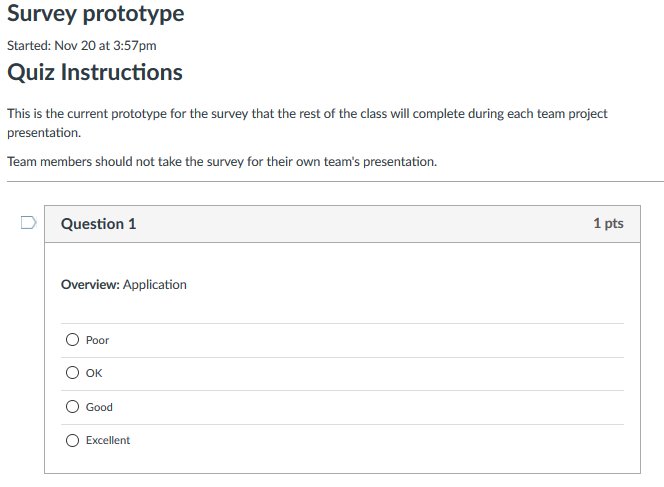 Survey prototype
Started: Nov 20 at 3:57pm
Quiz Instructions
This is the current prototype for the survey that the rest of the class will complete during each team project
presentation.
Team members should not take the survey for their own team's presentation.
Question 1 1 pts
Overview: Application
Poor
OK
Good
Excellent